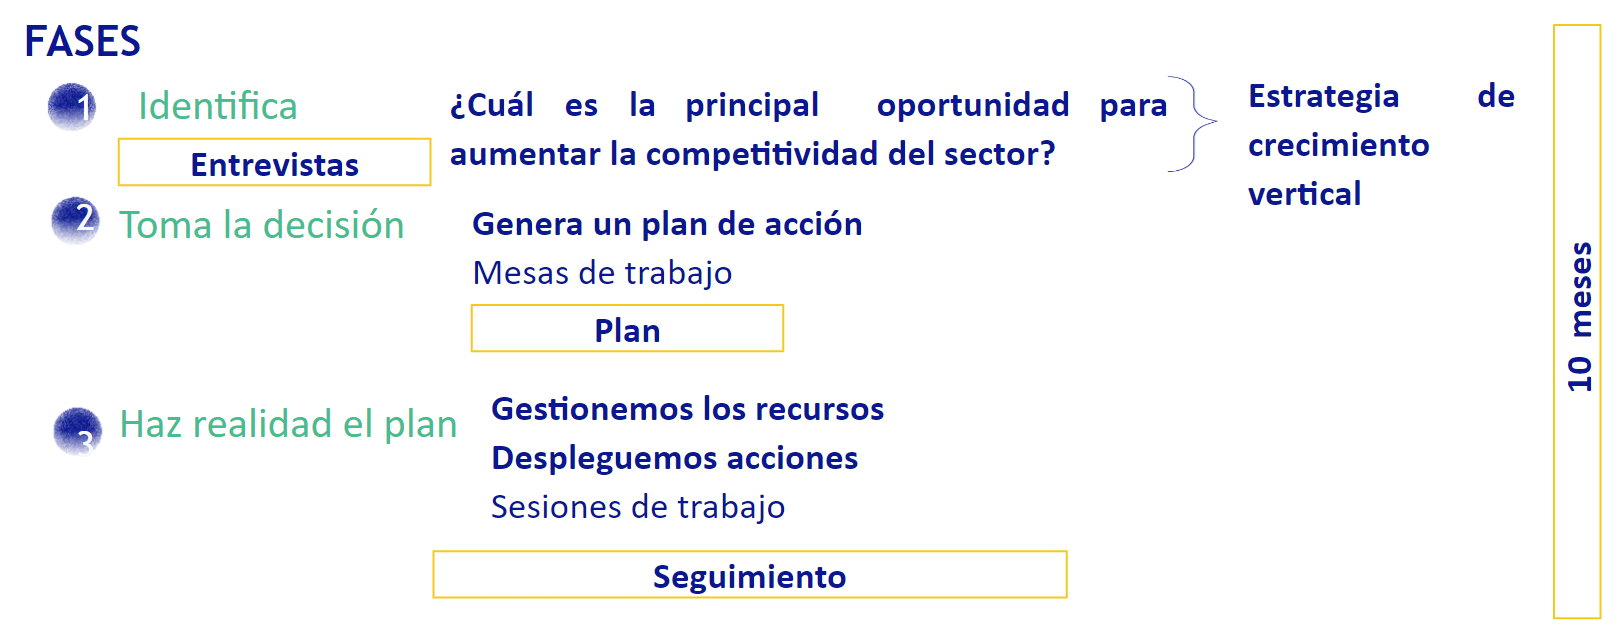 FASES
1 Identifica
Entrevistas
¿Cuál es la principal oportunidad para
aumentar la competitividad del sector?
Estrategia de
crecimiento
vertical
2 Toma la decisión
Genera un plan de acción
Mesas de trabajo
Plan
3 Haz realidad el plan
Gestionemos los recursos
Despleguemos acciones
Sesiones de trabajo
Seguimiento
10 meses